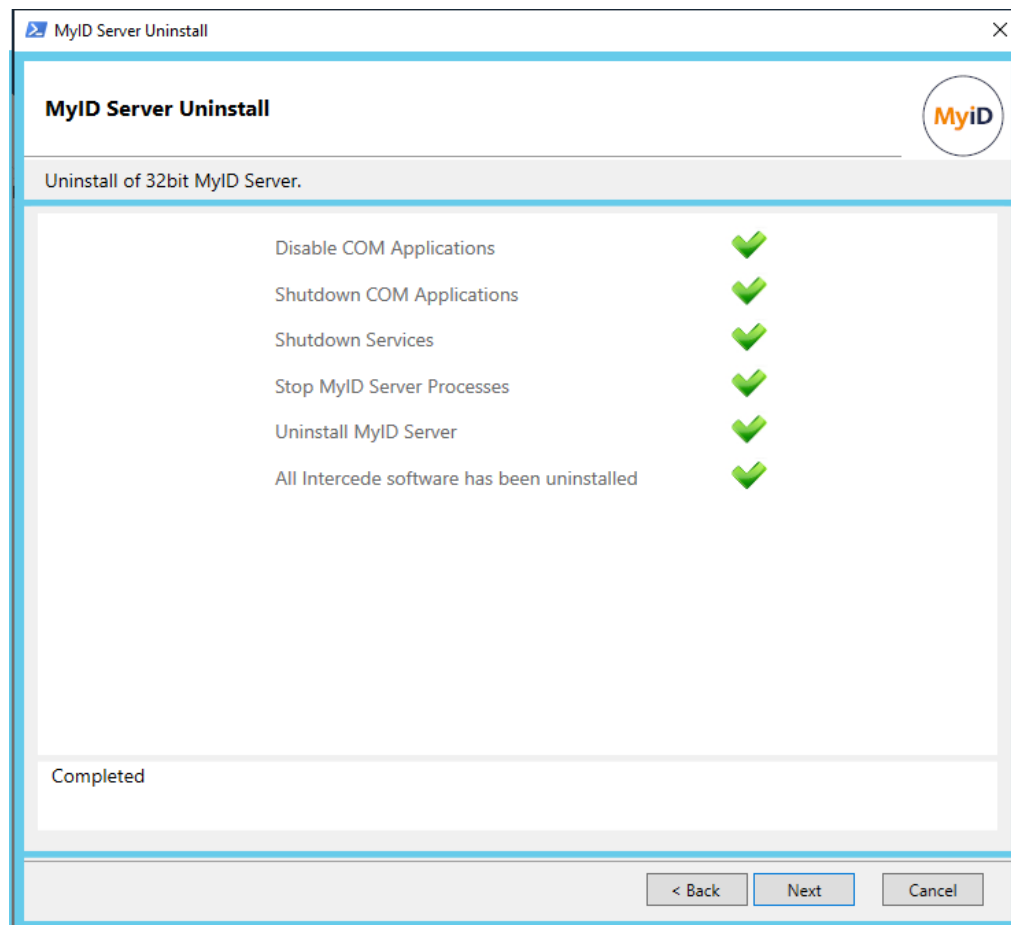 MyID Server Uninstall
MyID Server Uninstall
MyiD
Uninstall of 32bit MyID Server.
Disable COM Applications
Shutdown COM Applications
Shutdown Services
Stop MyID Server Processes
Uninstall MyID Server
All Intercede software has been uninstalled
Completed
< Back Next Cancel